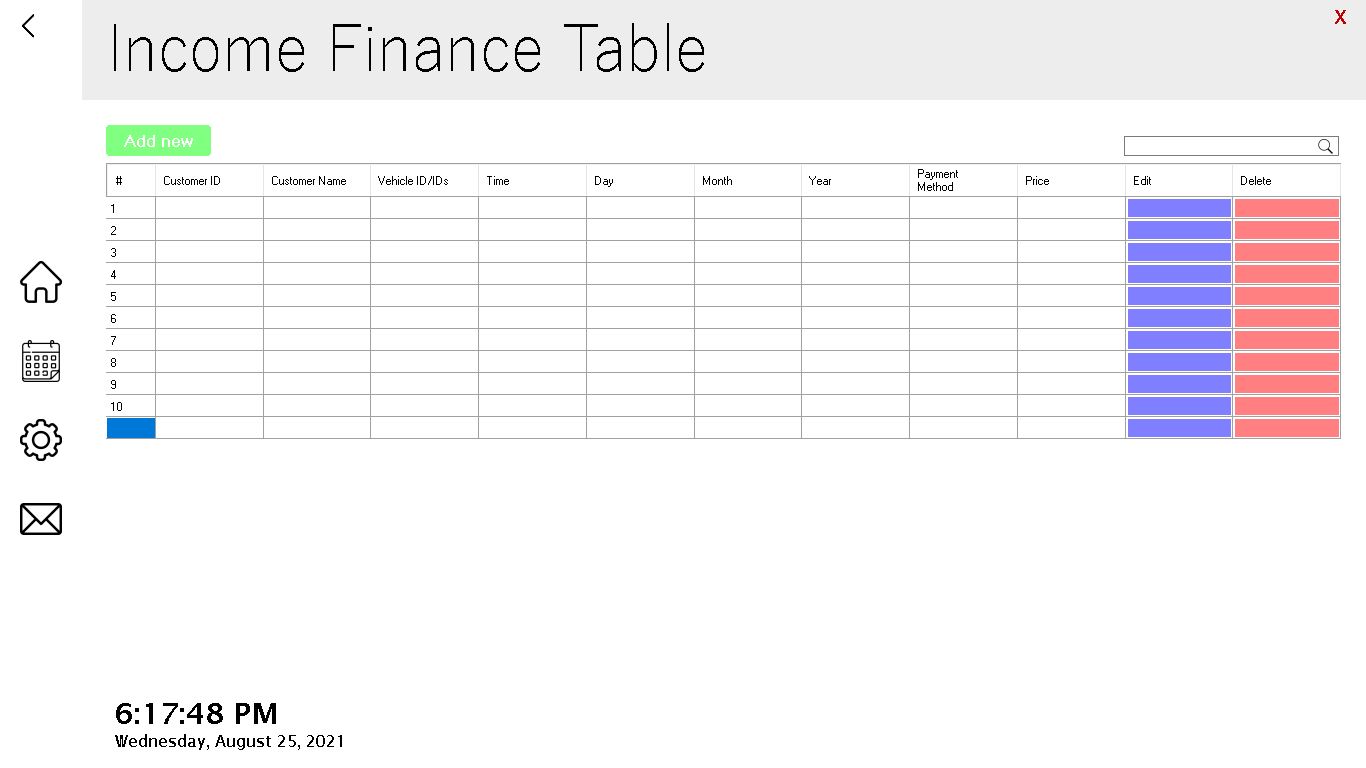 Income Finance Table
X
Add new
# Customer ID Customer Name Vehicle ID/IDs Time Day Month Year Payment Method Price Edit Delete
1
2
3
4
5
6
7
8
9
10
6:17:48 PM
Wednesday, August 25, 2021